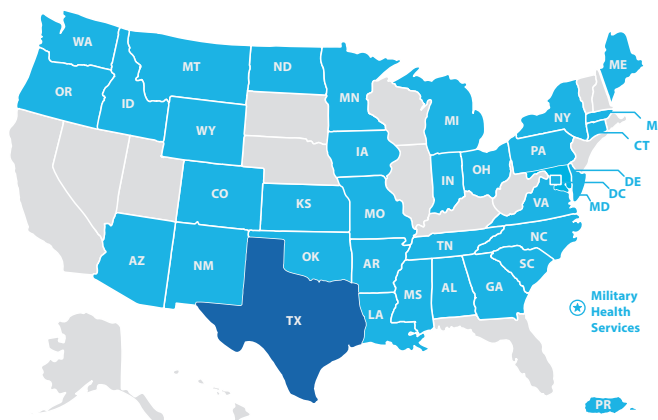 WA
MT
ND
ME
OR
ID
MN
WY
MI
NY
M
IA
PA
CT
OH
IN
CO
DE
KS
MO
DC
VA
MD
NC
TN
OK
AZ
NM
AR
SC
MS
AL
GA
LA
TX
Military
Health
Services
PR